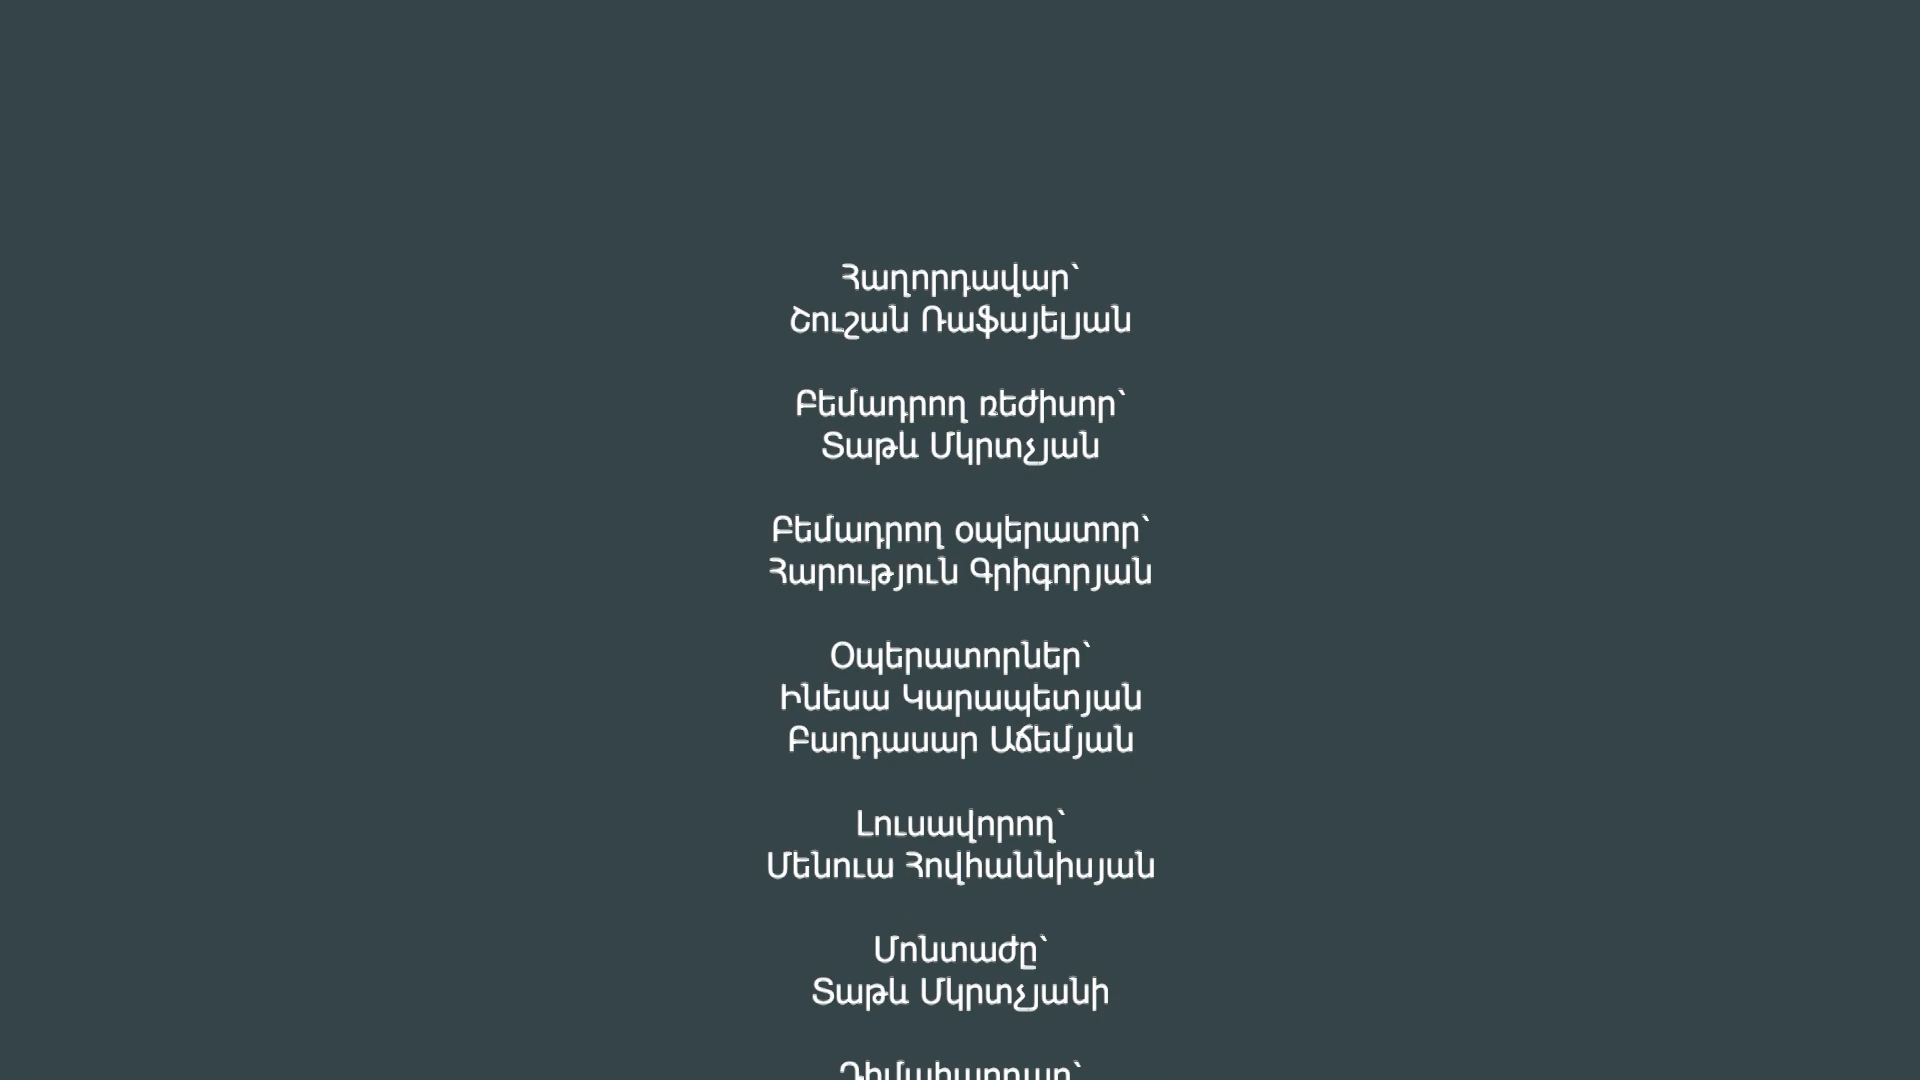 Հաղորդավար՝
Շուշան Ռաֆայելյան
Բեմադրող ռեժիսոր՝
Տաթև Մկրտչյան
Բեմադրող օպերատոր՝
Հարություն Գրիգորյան
Օպերատորներ՝
Ինեսա Կարապետյան
Բաղդասար Աճեմյան
Լուսավորող՝
Մենուա Հովհաննիսյան
Մոնտաժը՝
Տաթև Մկրտչյանի